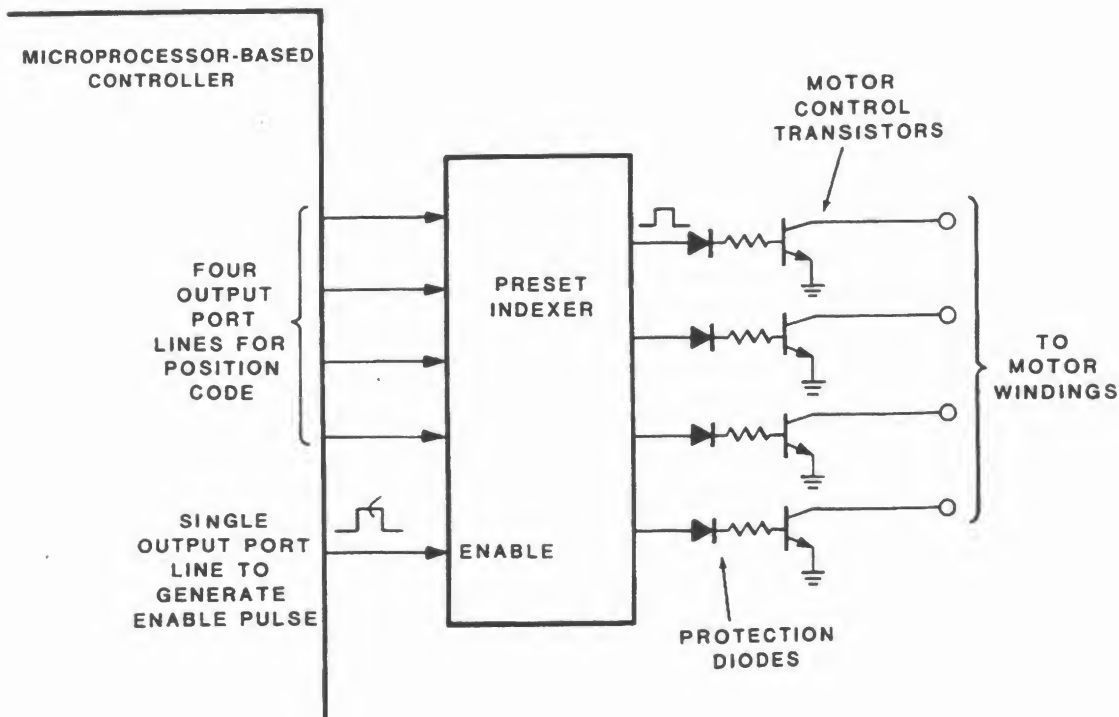 MICROPROCESSOR-BASED
CONTROLLER
MOTOR
CONTROL
TRANSISTORS
FOUR
OUTPUT
PORT
LINES FOR
POSITION
CODE
PRESET
INDEXER
TO
MOTOR
WINDINGS
SINGLE
OUTPUT PORT
LINE TO
GENERATE
ENABLE PULSE
ENABLE
PROTECTION
DIODES